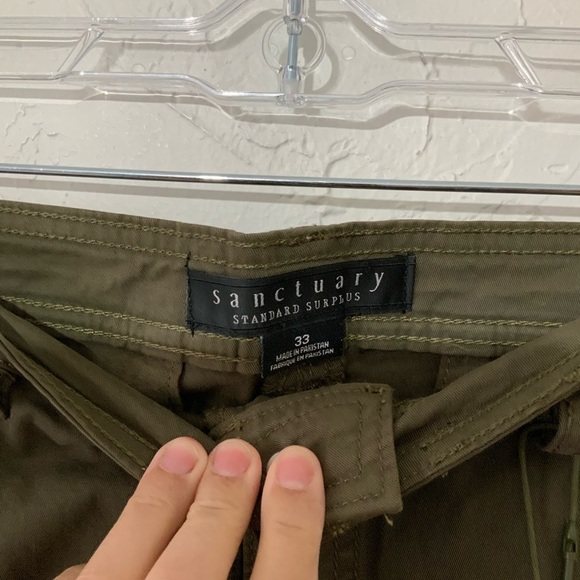 sanctuary
STANDARD SURPLUS
33
MADE IN PAKISTAN
FABRIQUE EN PAKISTAN